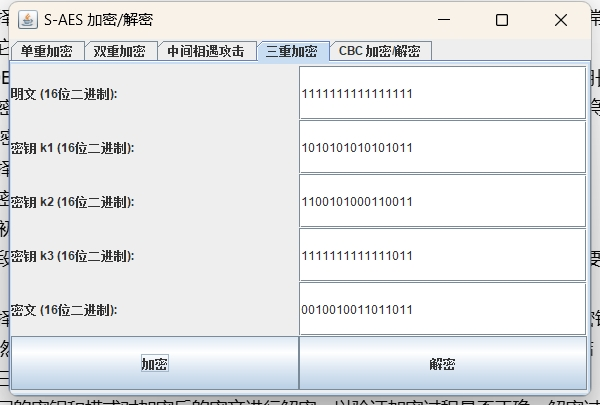 S-AES 加密/解密
单重加密 双重加密 中间相遇攻击 三重加密 CBC 加密/解密
明文 (16位二进制): 1111111111111111
密钥 k1 (16位二进制): 1010101010101011
密钥 k2 (16位二进制): 1100101000110011
密钥 k3 (16位二进制): 1111111111111011
密文 (16位二进制): 0010010011011011
加密 解密